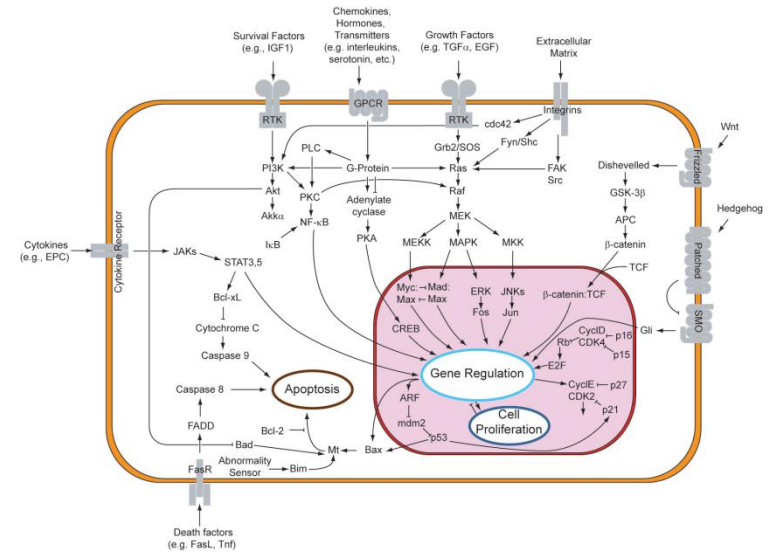 Chemokines,
Hormones,
Transmitters
(e.g. interleukins,
serotonin, etc.)
Survival Factors
(e.g., IGF1)
Growth Factors
(e.g. TGFα, EGF)
Extracellular
Matrix
RTK
GPCR
RTK
Integrins
cdc42
Wnt
Frizzled
Fyn/Shc
Grb2/SOS
PLC
PI3K
G-Protein
Ras
FAK
Src
Dishevelled
Akt
PKC
Adenylate
cyclase
Raf
GSK-3β
Akkα
NF-κB
MEK
APC
Hedgehog
IκB
PKA
MEKK
MAPK
MKK
β-catenin
Patched
Cytokines
(e.g., EPC)
Cytokine Receptor
JAKs
STAT3,5
TCF
Myc:
Max
Mad:
Max
ERK
JNKs
β-catenin:TCF
Bcl-xL
CREB
Fos
Jun
SMO
Gli
Cytochrome C
CyclD
CDK4
p16
p15
Rb
E2F
Caspase 9
Gene Regulation
Apoptosis
Caspase 8
ARF
CyclE
CDK2
p27
p21
FADD
Bcl-2
mdm2
Cell
Proliferation
p53
Bad
Mt
Bax
FasR
Abnormality
Sensor
Bim
Death factors
(e.g. FasL, Tnf)